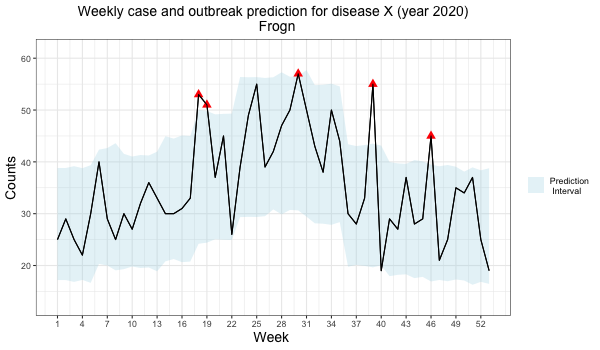 Weekly case and outbreak prediction for disease X (year 2020)
Frogn
Counts
60
50
40
30
20
1 4 7 10 13 16 19 22 25 28 31 34 37 40 43 46 49 52
Week
Prediction
Interval